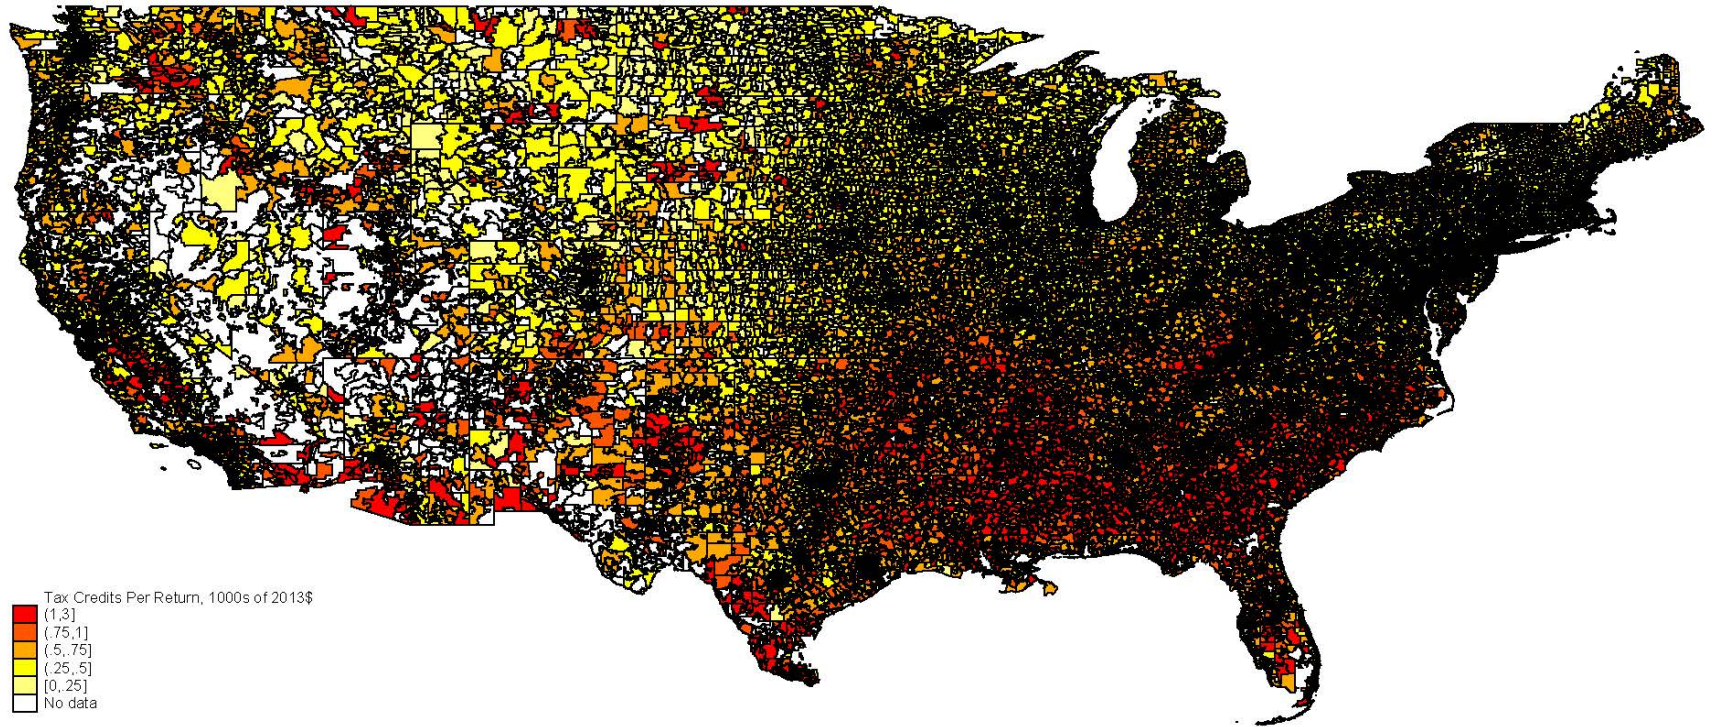 Tax Credits Per Return, 1000s of 2013$
(1,3]
(.75,1]
(.5,.75]
(.25,.5]
[0,.25]
No data